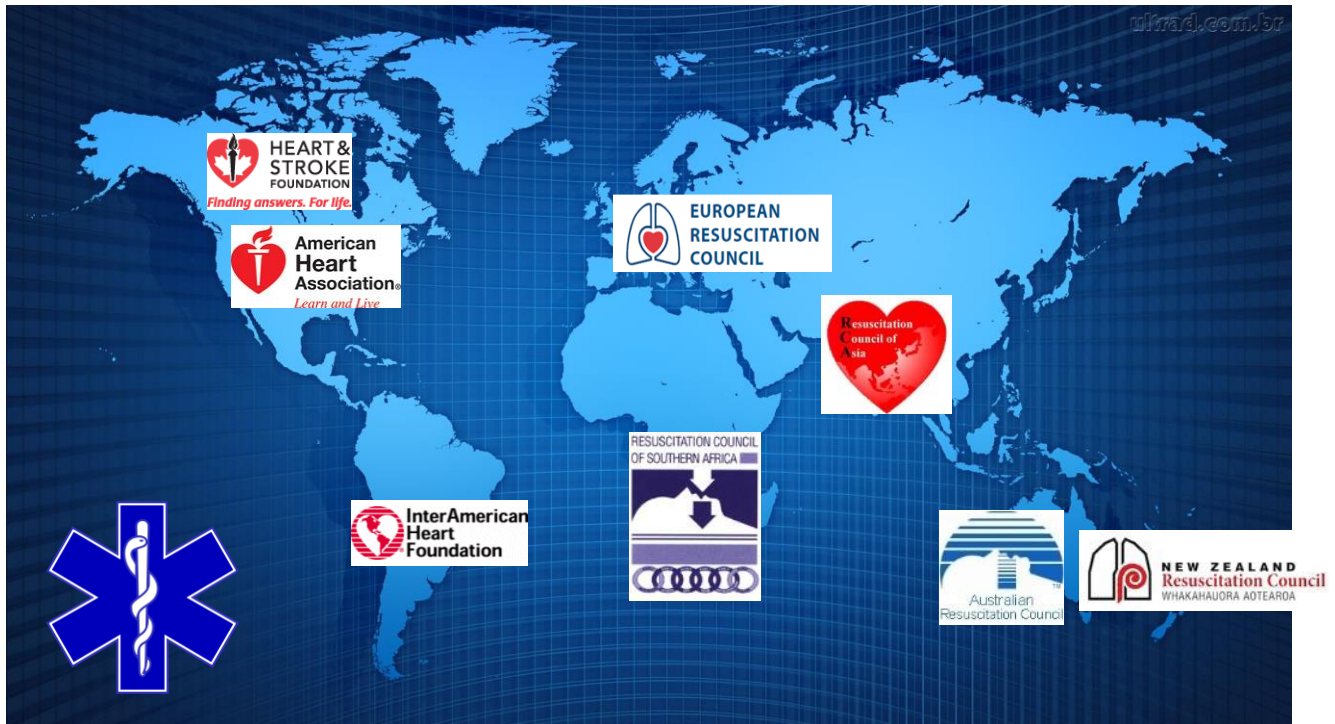 ukrad.com.br
HEART &
STROKE
FOUNDATION
Finding answers. For life.
American
Heart
Association®
Learn and Live
EUROPEAN
RESUSCITATION
COUNCIL
Resuscitation
Council of
Asia
RESUSCITATION COUNCIL
OF SOUTHERN AFRICA
InterAmerican
Heart
Foundation
Australian
Resuscitation Council
TM
NEW ZEALAND
Resuscitation Council
WHAKAHAUORA AOTEAROA